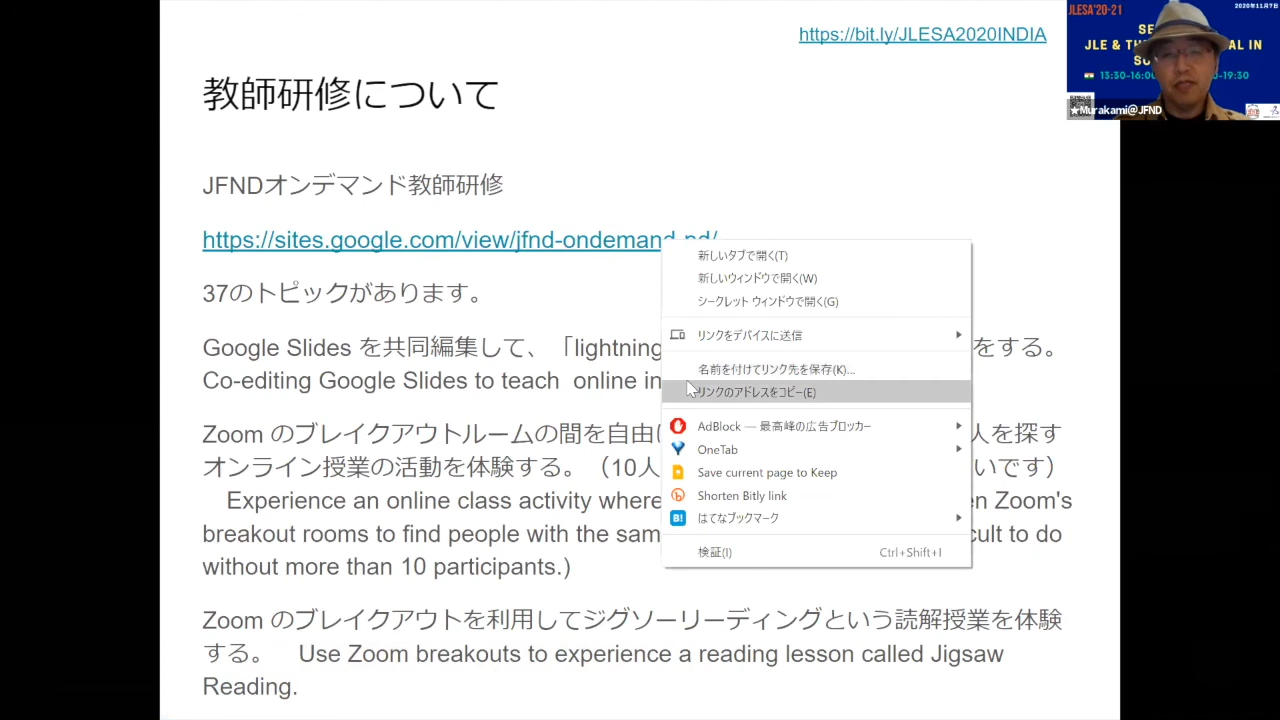 https://bit.ly/JLESA2020INDIA
JLESA'20-21
2020年11月7日
JLE & TH AL IN
13:30-16:0 -19:30
★Murakami@JFND
教師研修について
JFNDオンデマンド教師研修
https://sites.google.com/view/jfnd-ondemand-pd/
37のトピックがあります。
Google Slides を共同編集して、「lightning をする。
Co-editing Google Slides to teach online in
Zoom のブレイクアウトルームの間を自由に 人を探す
オンライン授業の活動を体験する。（10人 いです）
Experience an online class activity where en Zoom's
breakout rooms to find people with the sam cult to do
without more than 10 participants.)
Zoom のブレイクアウトを利用してジグソーリーディングという読解授業を体験
する。 Use Zoom breakouts to experience a reading lesson called Jigsaw
Reading.
新しいタブで開く(T)
新しいウィンドウで開く(W)
シークレット ウィンドウで開く(G)
リンクをデバイスに送信
名前を付けてリンク先を保存(K)...
リンクのアドレスをコピー(E)
AdBlock — 最高峰の広告ブロッカー
OneTab
Save current page to Keep
Shorten Bitly link
B! はてなブックマーク
検証(I) Ctrl+Shift+I